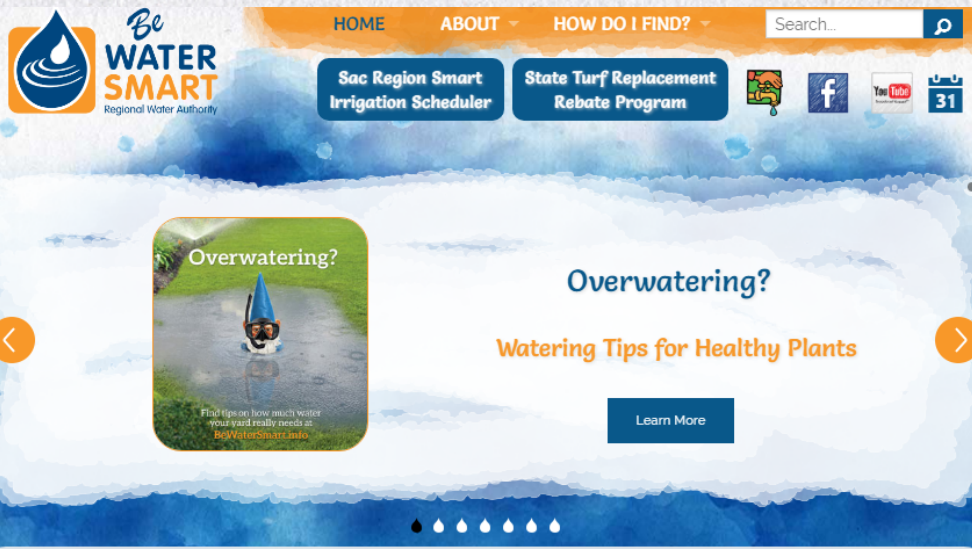 Be
WATER
SMART
Regional Water Authority
HOME
ABOUT
HOW DO I FIND?
Search...
Sac Region Smart
Irrigation Scheduler
State Turf Replacement
Rebate Program
You Tube
31
Overwatering?
Find tips on how much water
your yard really needs at
BeWaterSmart.info
Overwatering?
Watering Tips for Healthy Plants
Learn More